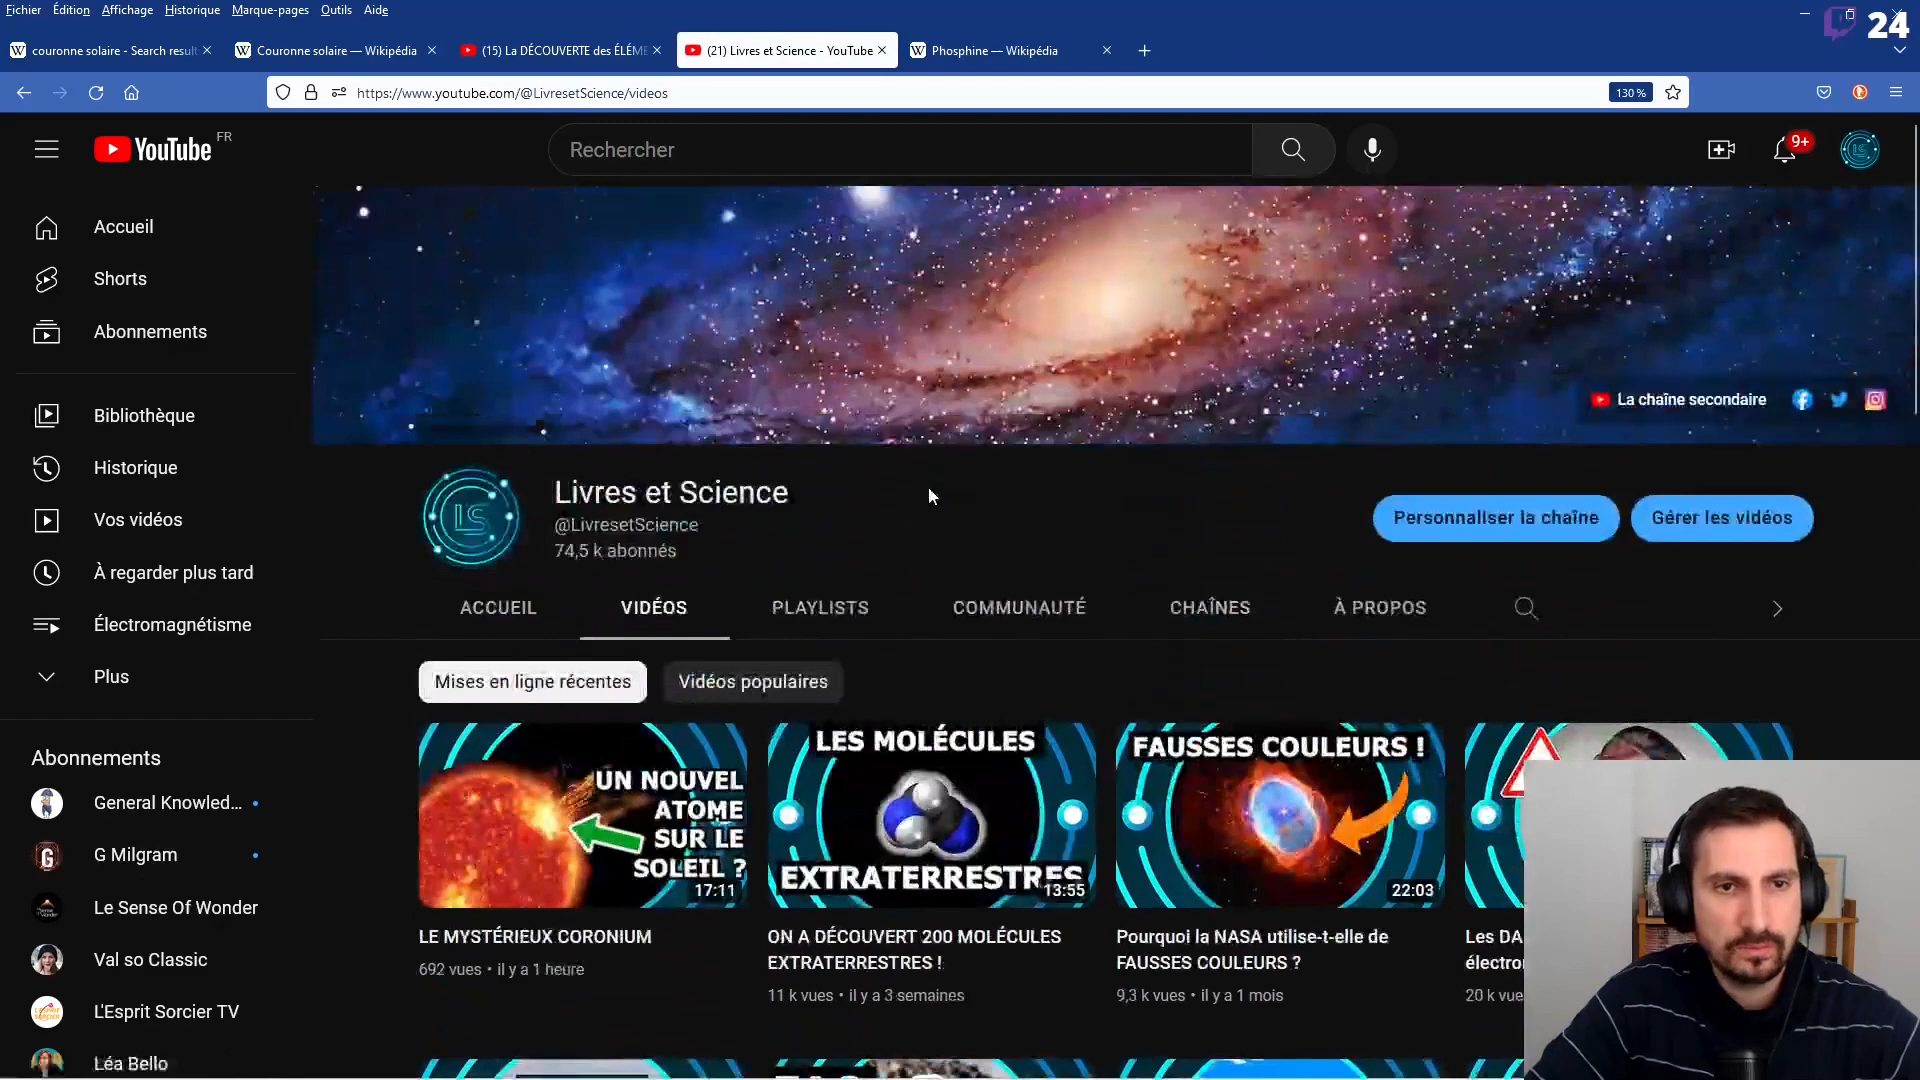 Fichier Édition Affichage Historique Marque-pages Outils Aide
24
couronne solaire - Search result
Couronne solaire — Wikipédia
(15) La DÉCOUVERTE des ÉLÉME
(21) Livres et Science - YouTube
Phosphine — Wikipédia
https://www.youtube.com/@LivresetScience/videos
130 %
YouTube FR
Rechercher
9+
Accueil
Shorts
Abonnements
Bibliothèque
Historique
Vos vidéos
À regarder plus tard
Électromagnétisme
Plus
Abonnements
General Knowled...
G Milgram
Le Sense Of Wonder
Val so Classic
L'Esprit Sorcier TV
Léa Bello
La chaîne secondaire
LS
Livres et Science
@LivresetScience
74,5 k abonnés
Personnaliser la chaîne
Gérer les vidéos
ACCUEIL
VIDÉOS
PLAYLISTS
COMMUNAUTÉ
CHAÎNES
À PROPOS
Mises en ligne récentes
Vidéos populaires
UN NOUVEL
ATOME
SUR LE
SOLEIL ?
17:11
LE MYSTÉRIEUX CORONIUM
692 vues • il y a 1 heure
LES MOLÉCULES
EXTRATERRESTRES
13:55
ON A DÉCOUVERT 200 MOLÉCULES
EXTRATERRESTRES !
11 k vues • il y a 3 semaines
FAUSSES COULEURS !
22:03
Pourquoi la NASA utilise-t-elle de
FAUSSES COULEURS ?
9,3 k vues • il y a 1 mois
Les DA
électron
20 k vue